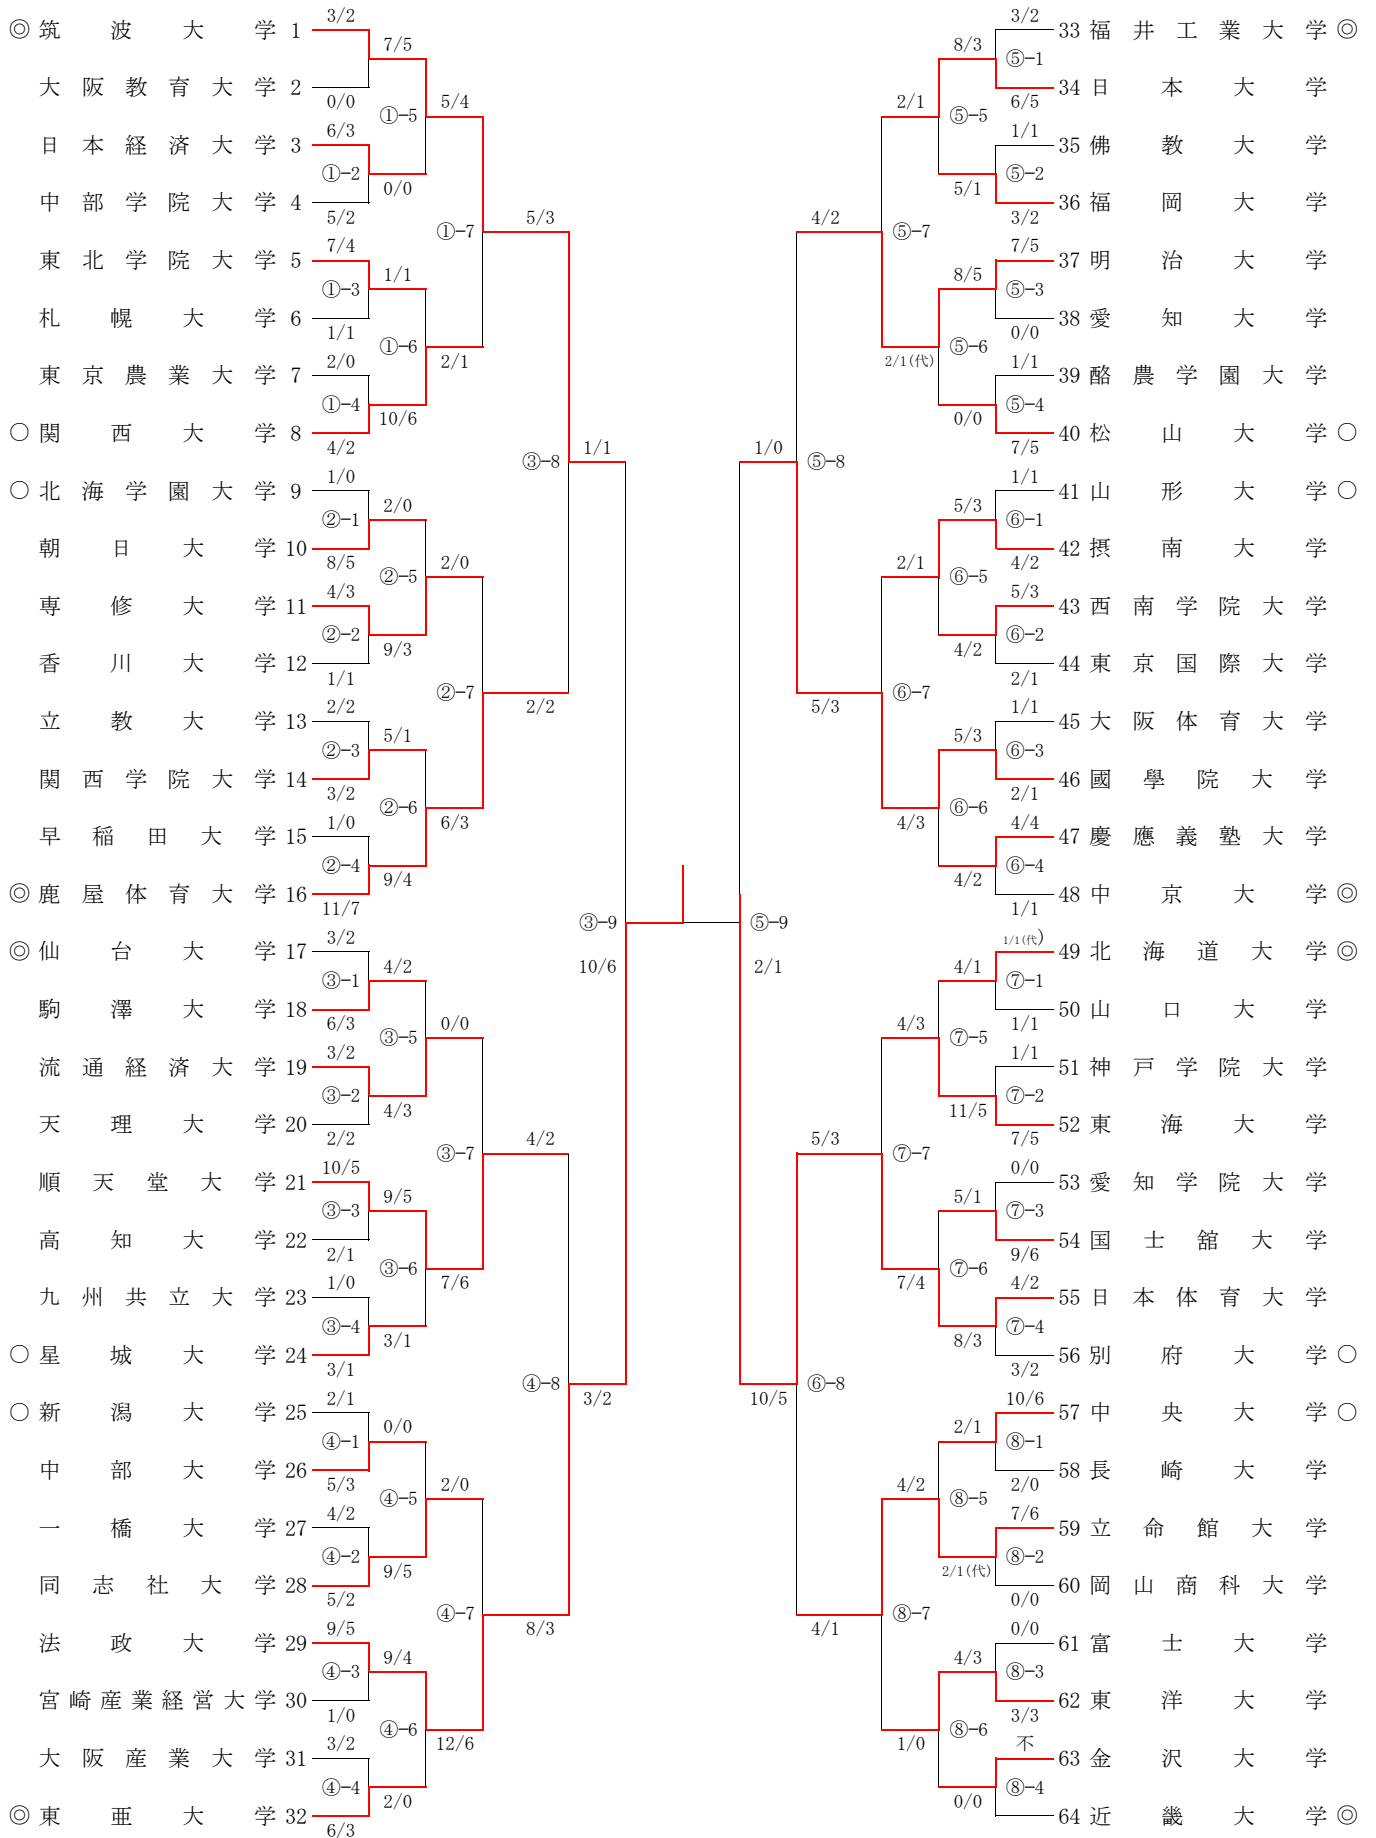 ◎ 筑波大学 1 3/2
7/5
大阪教育大学 2 0/0
①-5 5/4
日本経済大学 3 6/3
①-2 0/0
中部学院大学 4 5/2
①-7 5/3
東北学院大学 5 7/4
①-3 1/1
札幌大学 6 1/1
①-6 2/1
東京農業大学 7 2/0
①-4 10/6
○ 関西大学 8 4/2
③-8 1/1
○ 北海学園大学 9 1/0
②-1 2/0
朝日大学 10 8/5
②-5 2/0
専修大学 11 4/3
②-2 9/3
香川大学 12 1/1
②-7 2/2
立教大学 13 2/2
②-3 5/1
関西学院大学 14 3/2
②-6 6/3
早稲田大学 15 1/0
②-4 9/4
◎ 鹿屋体育大学 16 11/7
③-9 10/6
◎ 仙台大学 17 3/2
③-1 4/2
駒澤大学 18 6/3
③-5 0/0
流通経済大学 19 3/2
③-2 4/3
天理大学 20 2/2
③-7 4/2
順天堂大学 21 10/5
③-3 9/5
高知大学 22 2/1
③-6 7/6
九州共立大学 23 1/0
③-4 3/1
○ 星城大学 24 3/1
④-8 3/2
○ 新潟大学 25 2/1
④-1 0/0
中部大学 26 5/3
④-5 2/0
一橋大学 27 4/2
④-2 9/5
同志社大学 28 5/2
④-7 8/3
法政大学 29 9/5
④-3 9/4
宮崎産業経営大学 30 1/0
④-6 12/6
大阪産業大学 31 3/2
④-4 2/0
◎ 東亜大学 32 6/3
3/2 33 福井工業大学 ◎
8/3 ⑤-1
6/5 34 日本大学
2/1 ⑤-5
1/1 35 佛教大学
5/1 ⑤-2
3/2 36 福岡大学
4/2 ⑤-7
7/5 37 明治大学
8/5 ⑤-3
0/0 38 愛知大学
2/1(代) ⑤-6
1/1 39 酪農学園大学
0/0 ⑤-4
7/5 40 松山大学 ○
1/0 ⑤-8
1/1 41 山形大学 ○
5/3 ⑥-1
4/2 42 摂南大学
2/1 ⑥-5
5/3 43 西南学院大学
4/2 ⑥-2
2/1 44 東京国際大学
5/3 ⑥-7
1/1 45 大阪体育大学
5/3 ⑥-3
2/1 46 國學院大学
4/3 ⑥-6
4/4 47 慶應義塾大学
4/2 ⑥-4
1/1 48 中京大学 ◎
⑤-9 2/1
1/1(代) 49 北海道大学 ◎
4/1 ⑦-1
1/1 50 山口大学
4/3 ⑦-5
1/1 51 神戸学院大学
11/5 ⑦-2
7/5 52 東海大学
5/3 ⑦-7
0/0 53 愛知学院大学
5/1 ⑦-3
9/6 54 国士舘大学
7/4 ⑦-6
4/2 55 日本体育大学
8/3 ⑦-4
3/2 56 別府大学 ○
10/5 ⑥-8
10/6 57 中央大学 ○
2/1 ⑧-1
2/0 58 長崎大学
4/2 ⑧-5
7/6 59 立命館大学
2/1(代) ⑧-2
0/0 60 岡山商科大学
4/1 ⑧-7
0/0 61 富士大学
4/3 ⑧-3
3/3 62 東洋大学
1/0 ⑧-6
不 63 金沢大学
0/0 ⑧-4
64 近畿大学 ◎